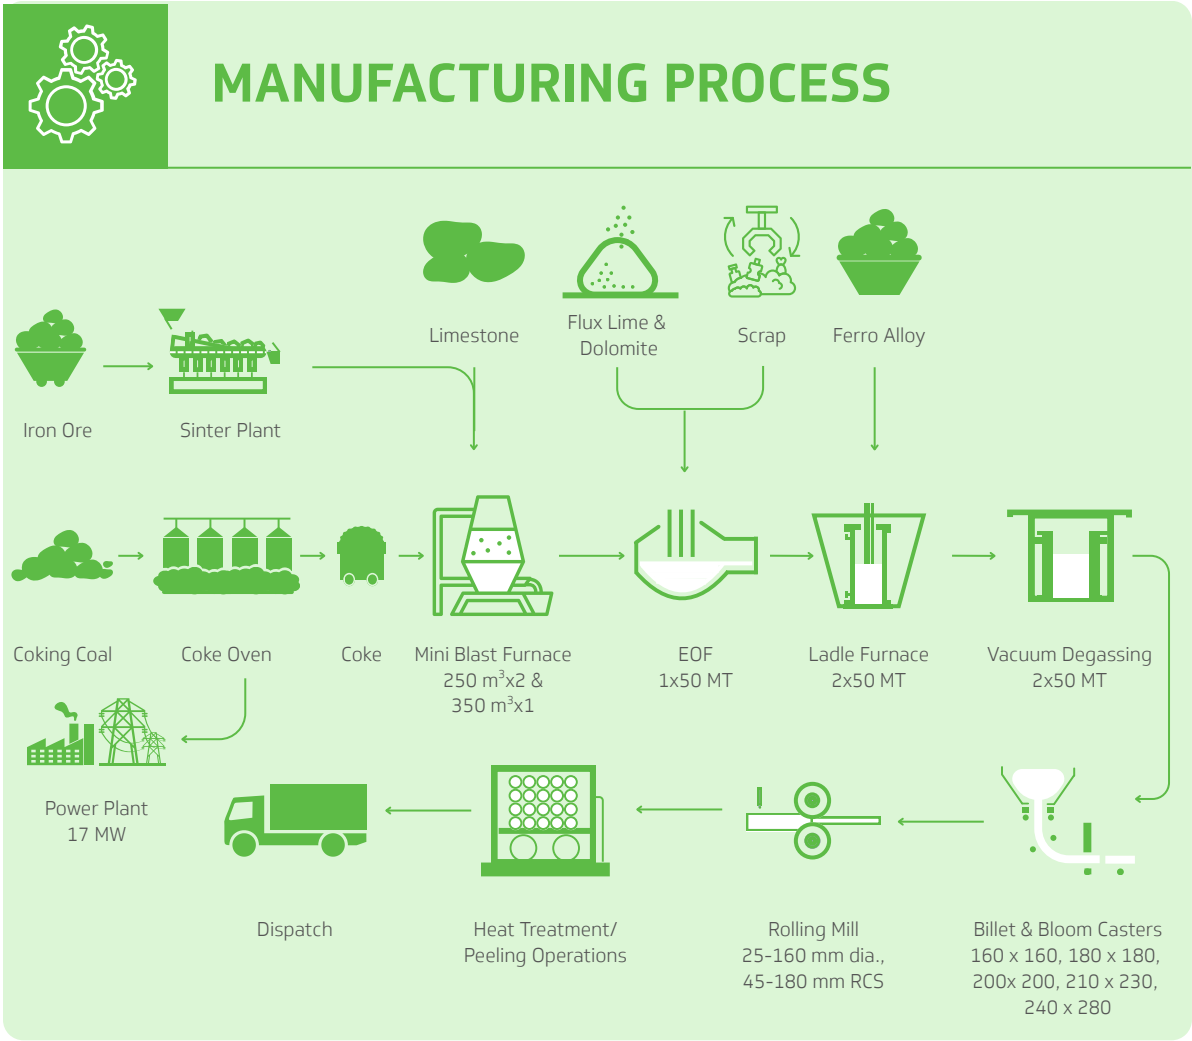 MANUFACTURING PROCESS
Limestone
Flux Lime &
Dolomite
Scrap
Ferro Alloy
Iron Ore
Sinter Plant
Coking Coal
Coke Oven
Coke
Mini Blast Furnace
250 m³x2 &
350 m³x1
EOF
1x50 MT
Ladle Furnace
2x50 MT
Vacuum Degassing
2x50 MT
Power Plant
17 MW
Dispatch
Heat Treatment/
Peeling Operations
Rolling Mill
25-160 mm dia.,
45-180 mm RCS
Billet & Bloom Casters
160 x 160, 180 x 180,
200x 200, 210 x 230,
240 x 280